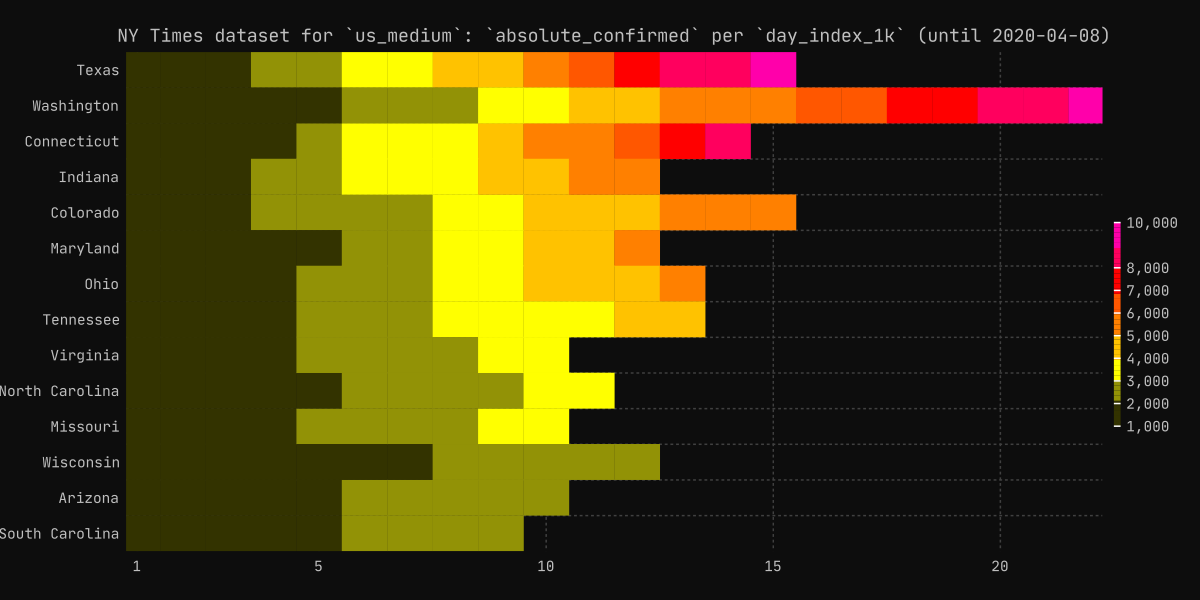 NY Times dataset for `us_medium`: `absolute_confirmed` per `day_index_1k` (until 2020-04-08)
Texas
Washington
Connecticut
Indiana
Colorado
Maryland
Ohio
Tennessee
Virginia
North Carolina
Missouri
Wisconsin
Arizona
South Carolina
1 5 10 15 20
10,000
8,000
7,000
6,000
5,000
4,000
3,000
2,000
1,000